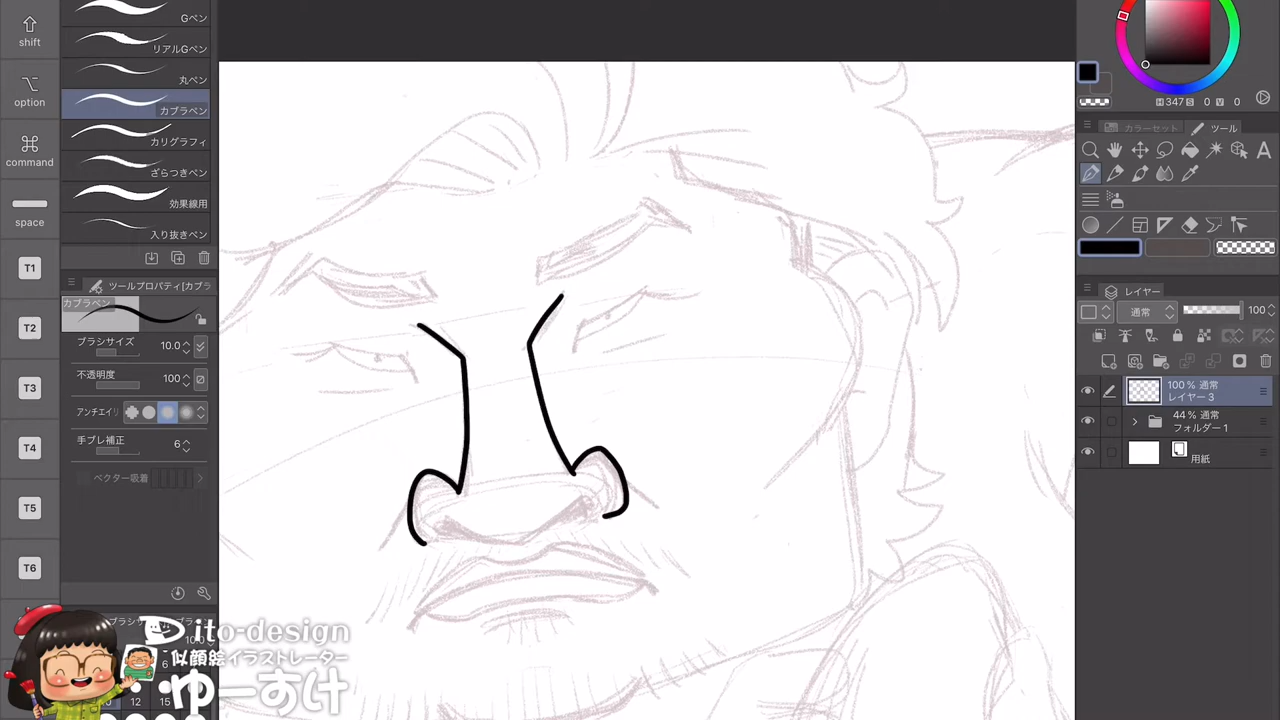 shift
option
command
space
T1
T2
T3
T4
T5
T6
Gペン
リアルGペン
丸ペン
カブラペン
カリグラフィ
ざらつきペン
効果線用
入り抜きペン
ツールプロパティ[カブラ
カブラペン
ブラシサイズ 10.0
不透明度 100
アンチエイリ
手ブレ補正 6
ベクター吸着
12 15
ito-design
似顔絵イラストレーター
ゆーすけ
H 347 S 0 V 0
カラーセット ツール
レイヤー
通常
100% 通常
レイヤー 3
44% 通常
フォルダー 1
用紙